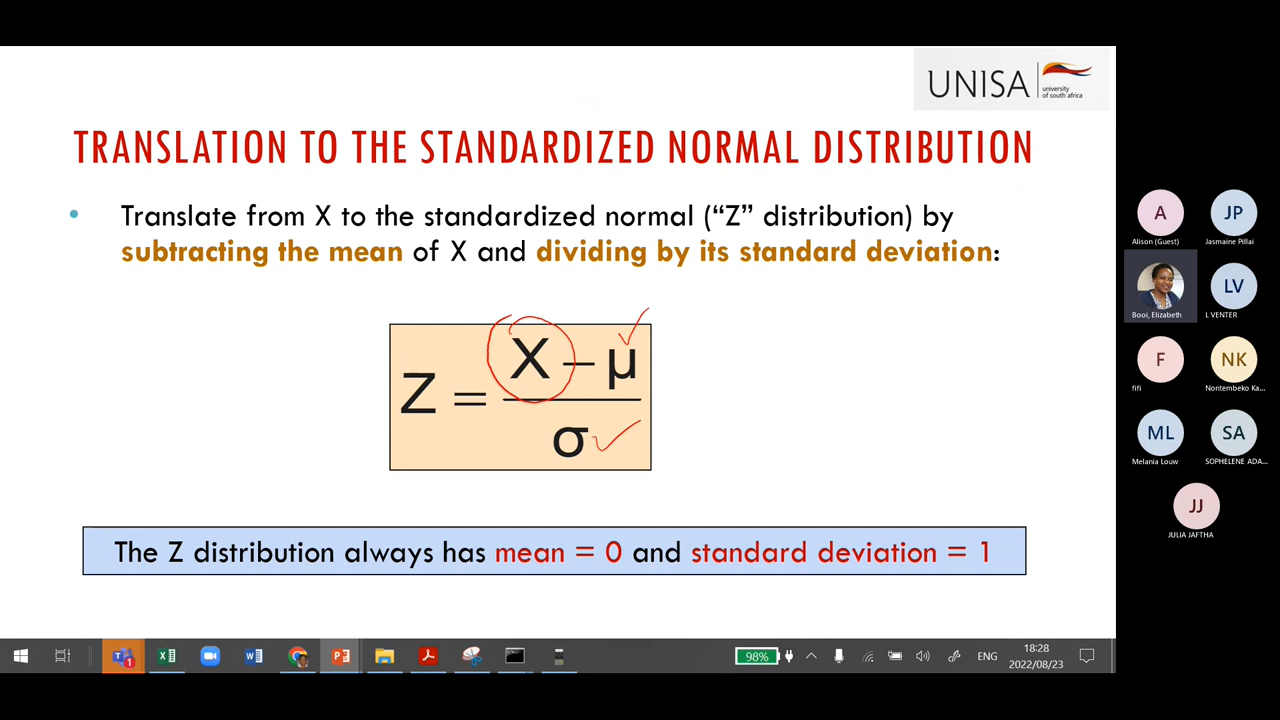 UNISA
university
of south africa
TRANSLATION TO THE STANDARDIZED NORMAL DISTRIBUTION
• Translate from X to the standardized normal (“Z” distribution) by
subtracting the mean of X and dividing by its standard deviation:
Z = (X – μ) / σ
The Z distribution always has mean = 0 and standard deviation = 1
A
Alison (Guest)
JP
Jasmaine Pillai
Booi, Elizabeth
LV
L VENTER
F
fifi
NK
Nontembeko Ka...
ML
Melania Louw
SA
SOPHELENE ADA...
JJ
JULIA JAFTHA
98%
ENG
18:28
2022/08/23